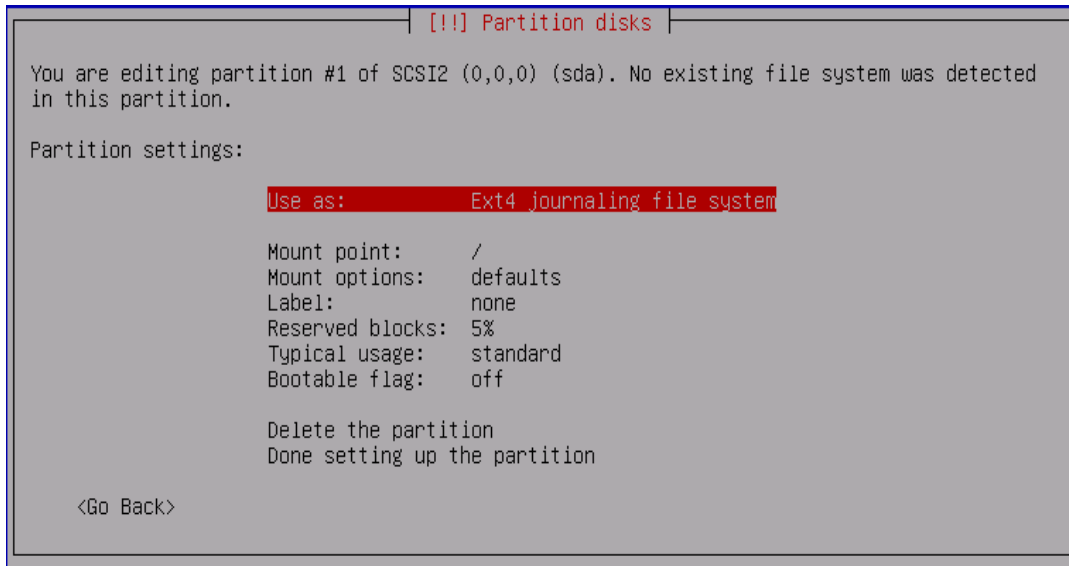 [!!] Partition disks
You are editing partition #1 of SCSI2 (0,0,0) (sda). No existing file system was detected
in this partition.
Partition settings:
Use as: Ext4 journaling file system
Mount point: /
Mount options: defaults
Label: none
Reserved blocks: 5%
Typical usage: standard
Bootable flag: off
Delete the partition
Done setting up the partition
<Go Back>